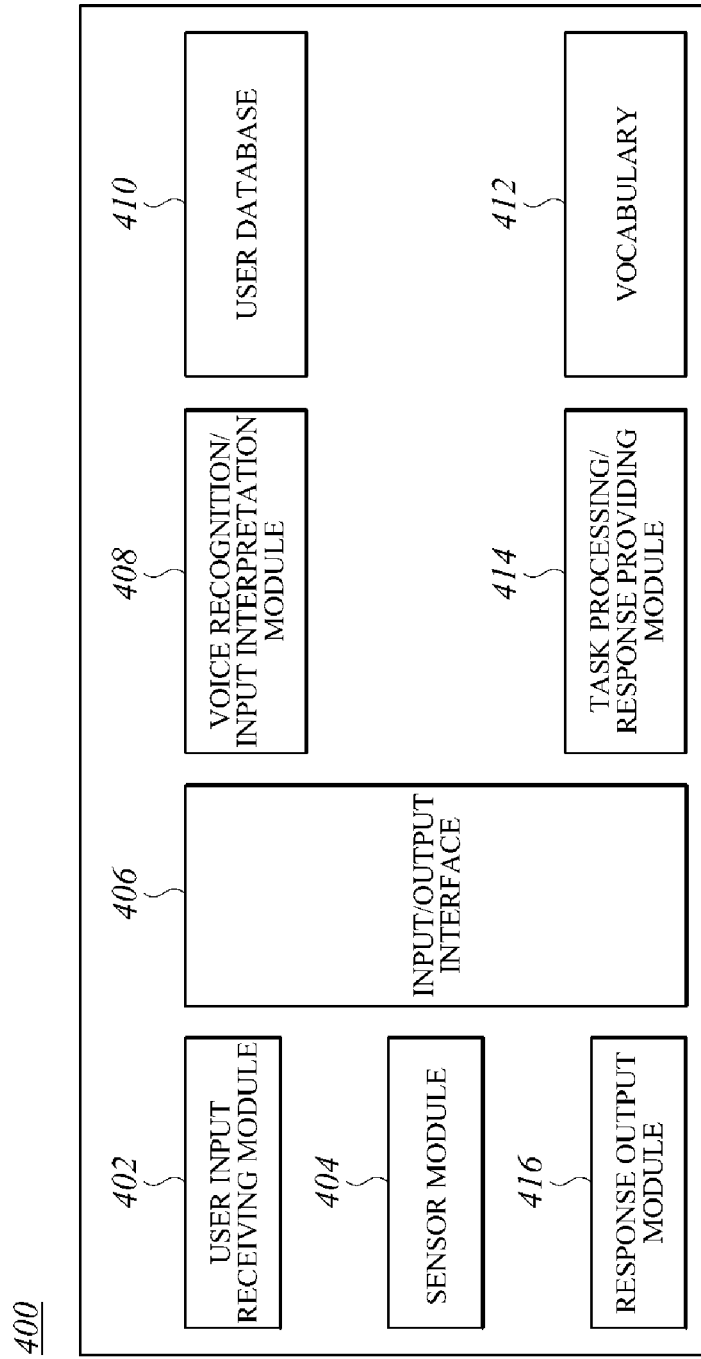 400
402
USER INPUT
RECEIVING MODULE
404
SENSOR MODULE
416
RESPONSE OUTPUT
MODULE
406
INPUT/OUTPUT
INTERFACE
408
VOICE RECOGNITION/
INPUT INTERPRETATION
MODULE
414
TASK PROCESSING/
RESPONSE PROVIDING
MODULE
410
USER DATABASE
412
VOCABULARY